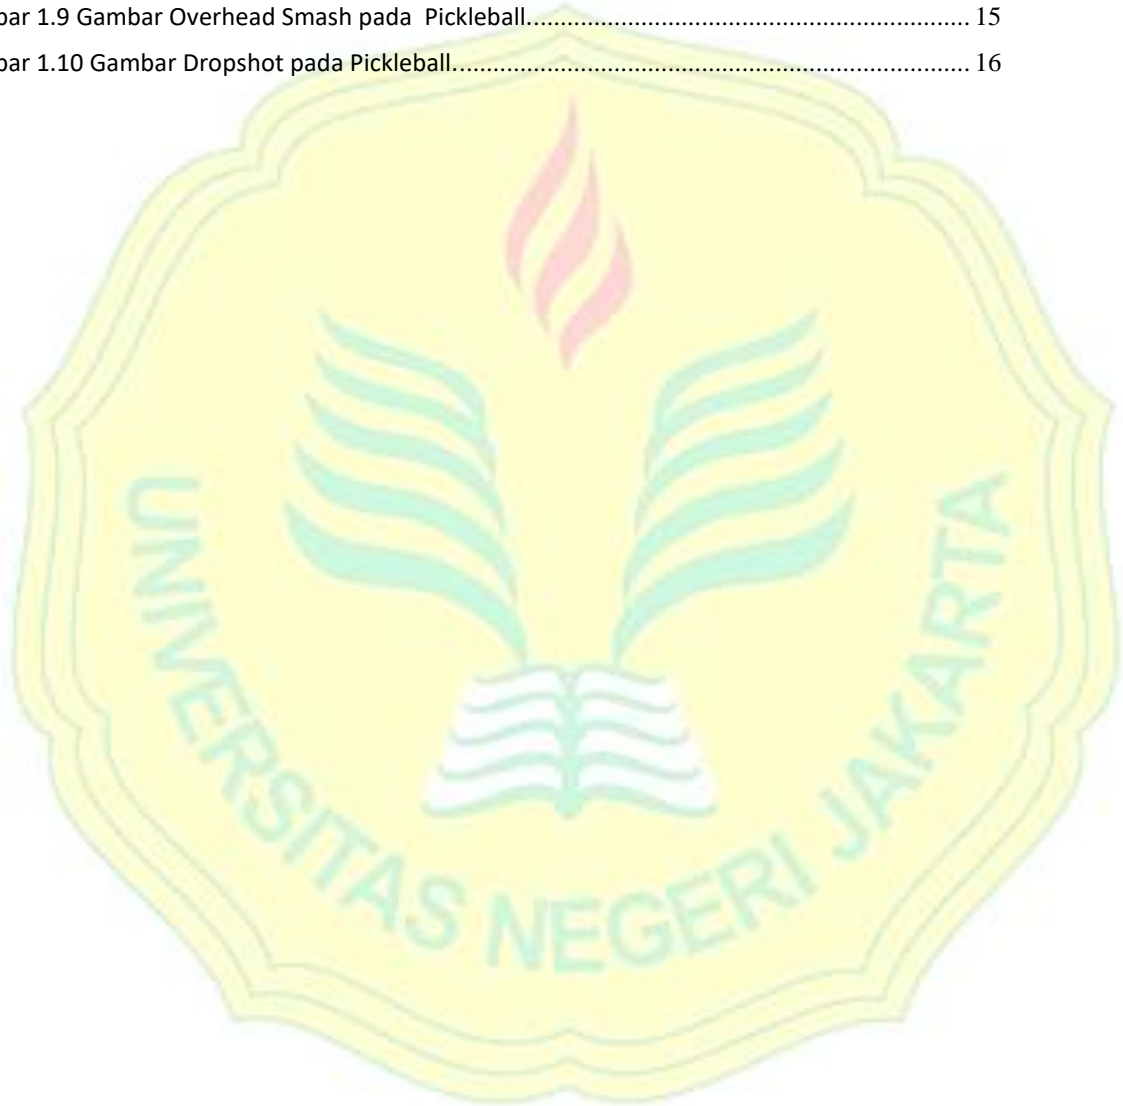 bar 1.9 Gambar Overhead Smash pada  Pickleball.......................................................................... 15
bar 1.10 Gambar Dropshot pada Pickleball..................................................................................... 16
UNIVERSITAS NEGERI JAKARTA